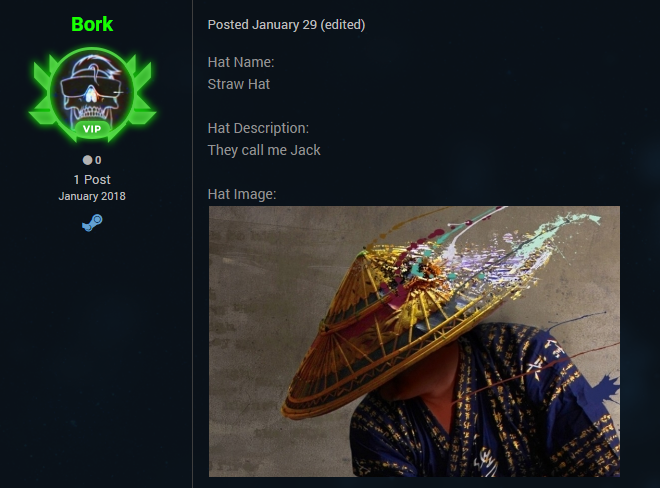 Bork
VIP
0
1 Post
January 2018
Posted January 29 (edited)
Hat Name:
Straw Hat
Hat Description:
They call me Jack
Hat Image: